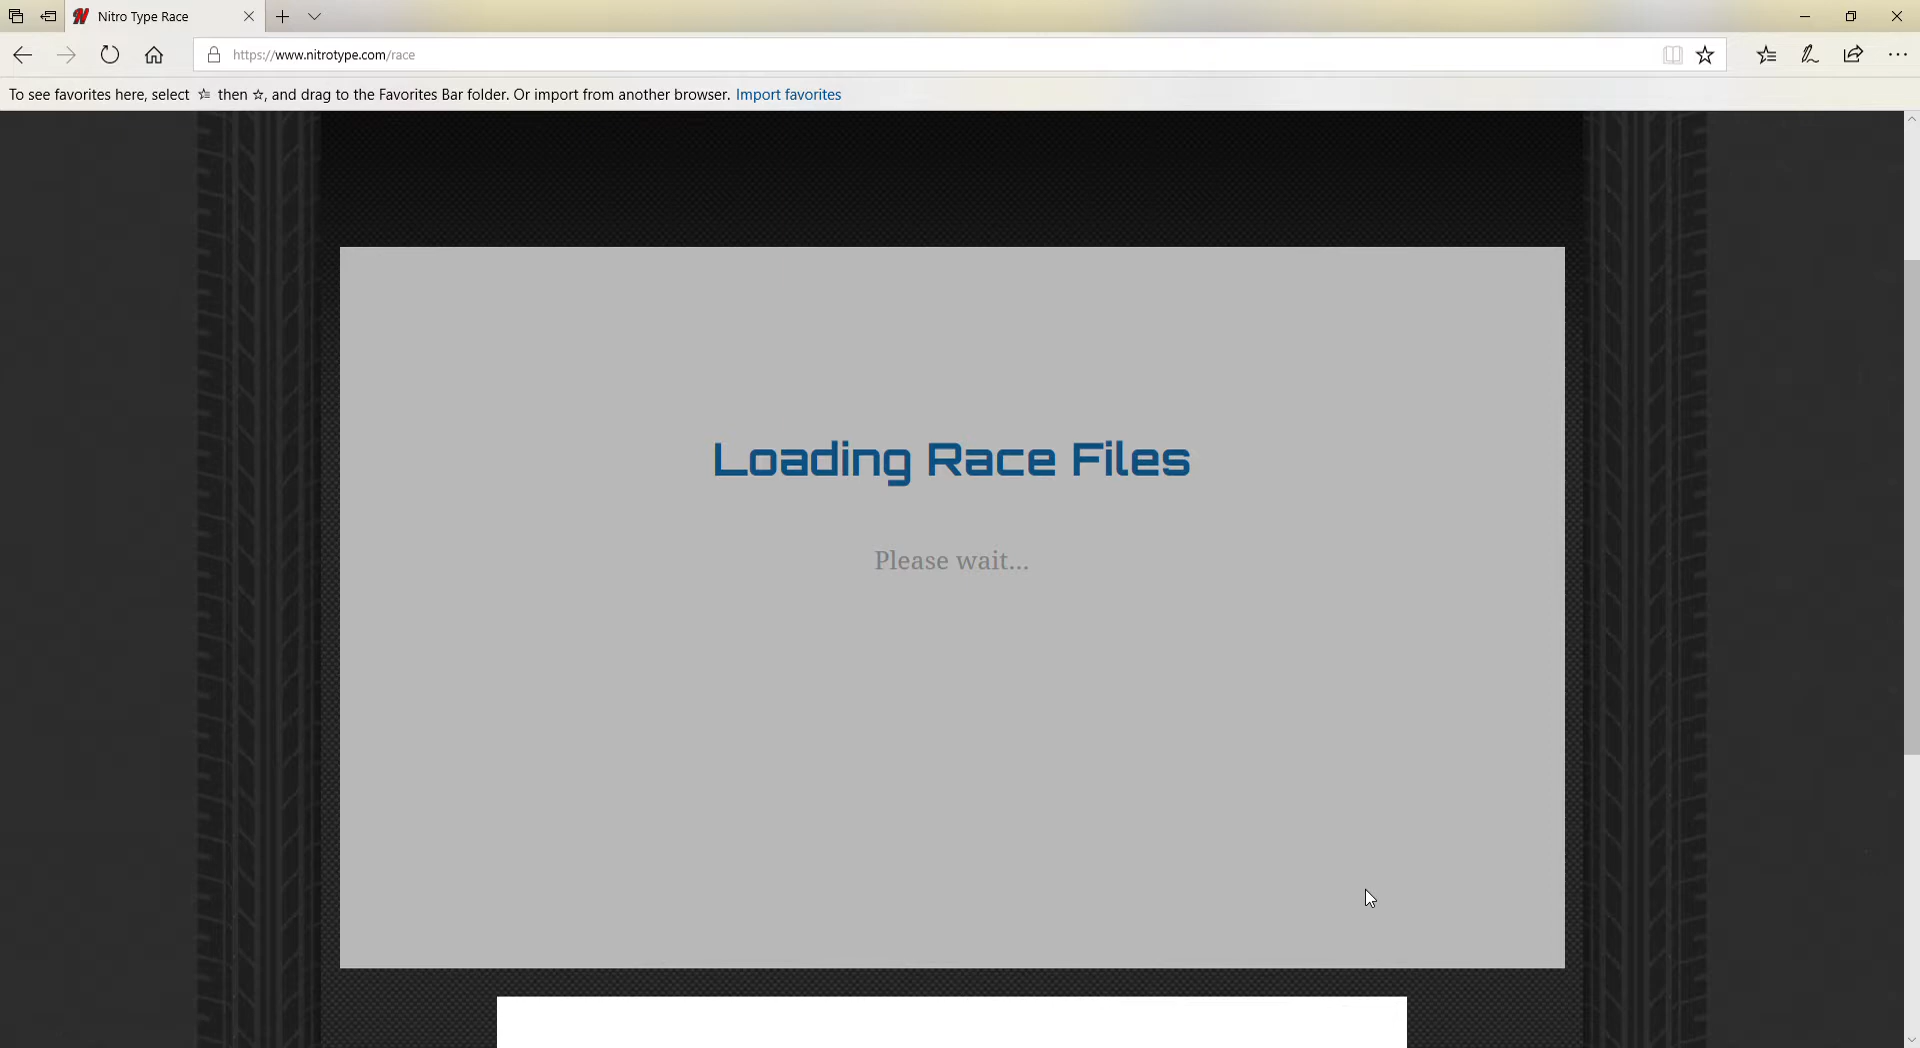 Nitro Type Race
https://www.nitrotype.com/race
To see favorites here, select ☆ then ☆, and drag to the Favorites Bar folder. Or import from another browser. Import favorites
Loading Race Files
Please wait...